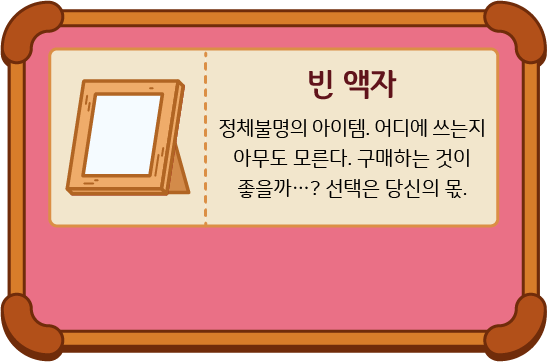 빈 액자
정체불명의 아이템. 어디에 쓰는지
아무도 모른다. 구매하는 것이
좋을까…? 선택은 당신의 몫.